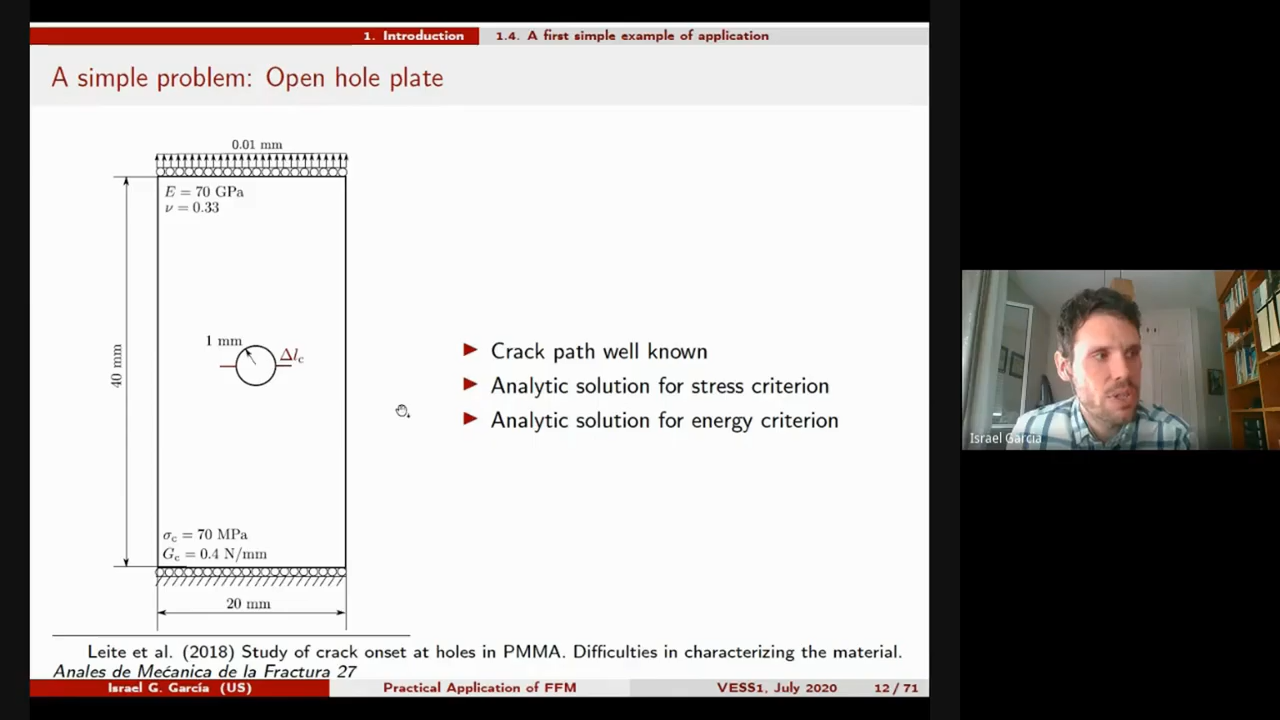 1. Introduction
1.4. A first simple example of application
A simple problem: Open hole plate
0.01 mm
E = 70 GPa
ν = 0.33
1 mm
Δl_c
40 mm
σ_c = 70 MPa
G_c = 0.4 N/mm
20 mm
▶ Crack path well known
▶ Analytic solution for stress criterion
▶ Analytic solution for energy criterion
Leite et al. (2018) Study of crack onset at holes in PMMA. Difficulties in characterizing the material.
Anales de Mećanica de la Fractura 27
Israel G. García (US)
Practical Application of FFM
VESS1, July 2020
12 / 71
Israel García